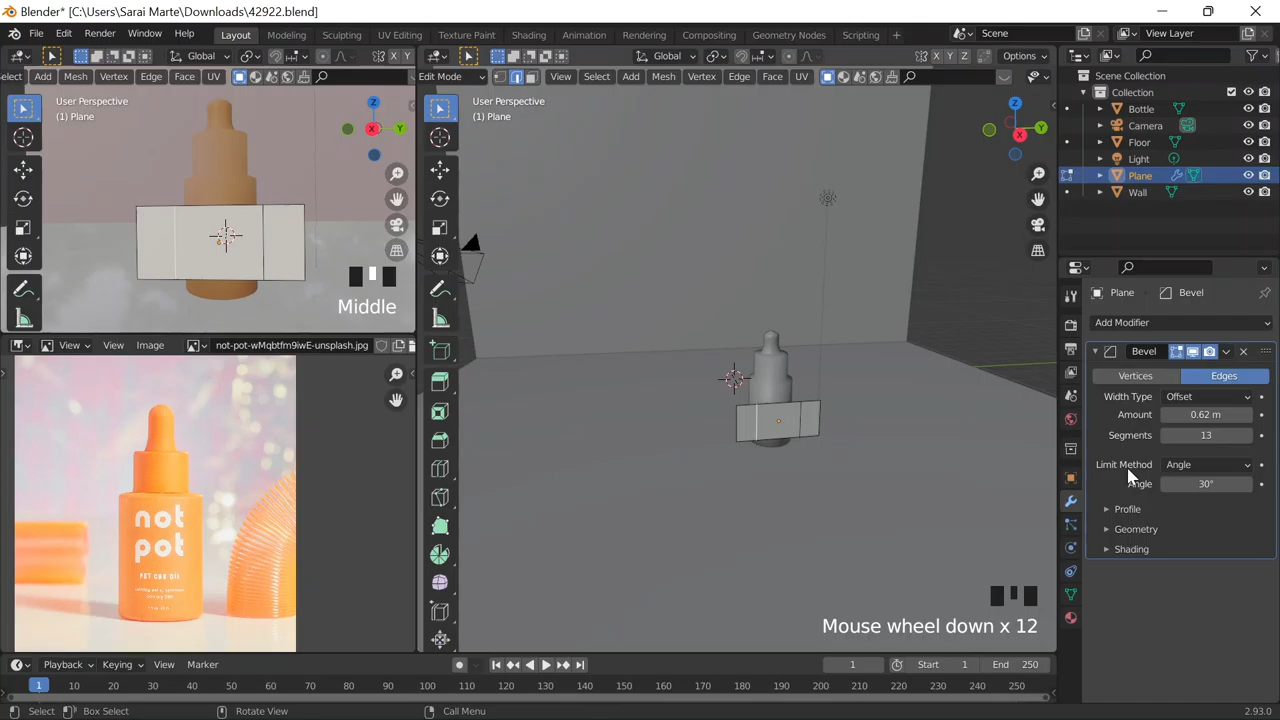 Blender* [C:\Users\Sarai Marte\Downloads\42922.blend]
File Edit Render Window Help Layout Modeling Sculpting UV Editing Texture Paint Shading Animation Rendering Compositing Geometry Nodes Scripting + Scene View Layer
Global X Y Global X Y Z Options
elect Add Mesh Vertex Edge Face UV Edit Mode View Select Add Mesh Vertex Edge Face UV
User Perspective
(1) Plane
Z
Y
X
Middle
User Perspective
(1) Plane
Z
Y
X
Mouse wheel down x 12
Scene Collection
Collection
Bottle
Camera
Floor
Light
Plane
Wall
Plane Bevel
Add Modifier
Bevel
Vertices Edges
Width Type Offset
Amount 0.62 m
Segments 13
Limit Method Angle
Angle 30°
Profile
Geometry
Shading
View View Image not-pot-wMqbtfm9iwE-unsplash.jpg
not
pot
PET CBD OIL
Playback Keying View Marker 1 Start 1 End 250
1 10 20 30 40 50 60 70 80 90 100 110 120 130 140 150 160 170 180 190 200 210 220 230 240 250
Select Box Select Rotate View Call Menu 2.93.0